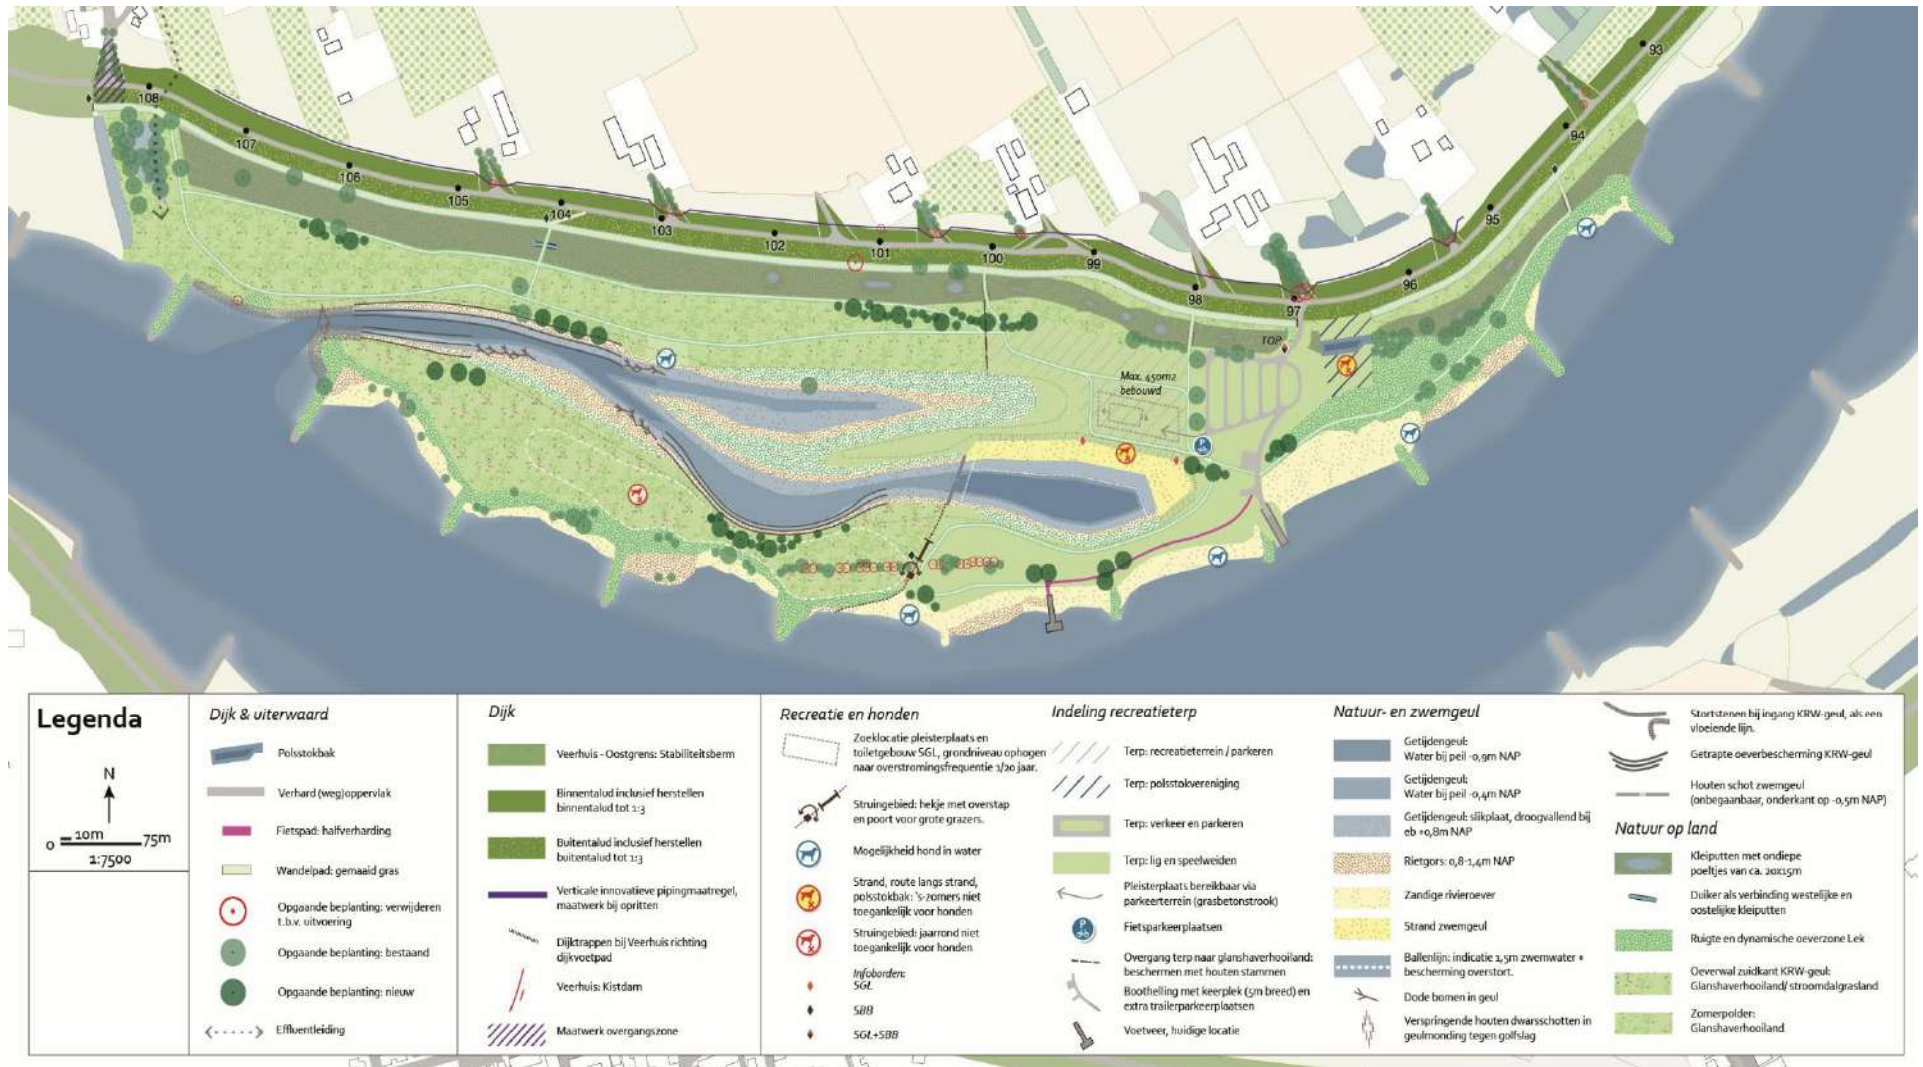 93
94
95
96
97
98
99
100
101
102
103
104
105
106
107
108
TOP
Max. 450m2
bebouwd
Legenda
N
10m
0 75m
1:7500
Dijk & uiterwaard
Polsstokbak
Verhard (weg)oppervlak
Fietspad: halfverharding
Wandelpad: gemaaid gras
Opgaande beplanting: verwijderen
t.b.v. uitvoering
Opgaande beplanting: bestaand
Opgaande beplanting: nieuw
Effluentleiding
Dijk
Veerhuis - Oostgrens: Stabiliteitsberm
Binnentalud inclusief herstellen
binnentalud tot 1:3
Buitentalud inclusief herstellen
buitentalud tot 1:3
Verticale innovatieve pipingmaatregel,
maatwerk bij opritten
Dijktrappen bij Veerhuis richting
dijkvoetpad
Veerhuis: Kistdam
Maatwerk overgangszone
Recreatie en honden
Zoeklocatie pleisterplaats en
toiletgebouw SGL, grondniveau ophogen
naar overstromingsfrequentie 1/20 jaar.
Struingebied: hekje met overstap
en poort voor grote grazers.
Mogelijkheid hond in water
Strand, route langs strand,
polsstokbak: 's-zomers niet
toegankelijk voor honden
Struingebied: jaarrond niet
toegankelijk voor honden
Infoborden:
SGL
SBB
SGL+SBB
Indeling recreatieterp
Terp: recreatieterrein / parkeren
Terp: polsstokvereniging
Terp: verkeer en parkeren
Terp: lig en speelweiden
Pleisterplaats bereikbaar via
parkeerterrein (grasbetonstrook)
P
Fietsparkeerplaatsen
Overgang terp naar glanshaverhooiland:
beschermen met houten stammen
Boothelling met keerplek (5m breed) en
extra trailerparkeerplaatsen
Voetveer, huidige locatie
Natuur- en zwemgeul
Getijdengeul:
Water bij peil -0,9m NAP
Getijdengeul:
Water bij peil -0,4m NAP
Getijdengeul: slikplaat, droogvallend bij
eb +0,8m NAP
Rietgors: 0,8-1,4m NAP
Zandige rivieroever
Strand zwemgeul
Ballenlijn: indicatie 1,5m zwemwater +
bescherming overstort.
Dode bomen in geul
Verspringende houten dwarsschotten in
geulmonding tegen golfslag
Stortstenen bij ingang KRW-geul, als een
vloeiende lijn.
Getrapte oeverbescherming KRW-geul
Houten schot zwemgeul
(onbegaanbaar, onderkant op -0,5m NAP)
Natuur op land
Kleiputten met ondiepe
poeltjes van ca. 20x15m
Duiker als verbinding westelijke en
oostelijke kleiputten
Ruigte en dynamische oeverzone Lek
Oeverwal zuidkant KRW-geul:
Glanshaverhooiland/ stroomdalgrasland
Zomerpolder:
Glanshaverhooiland